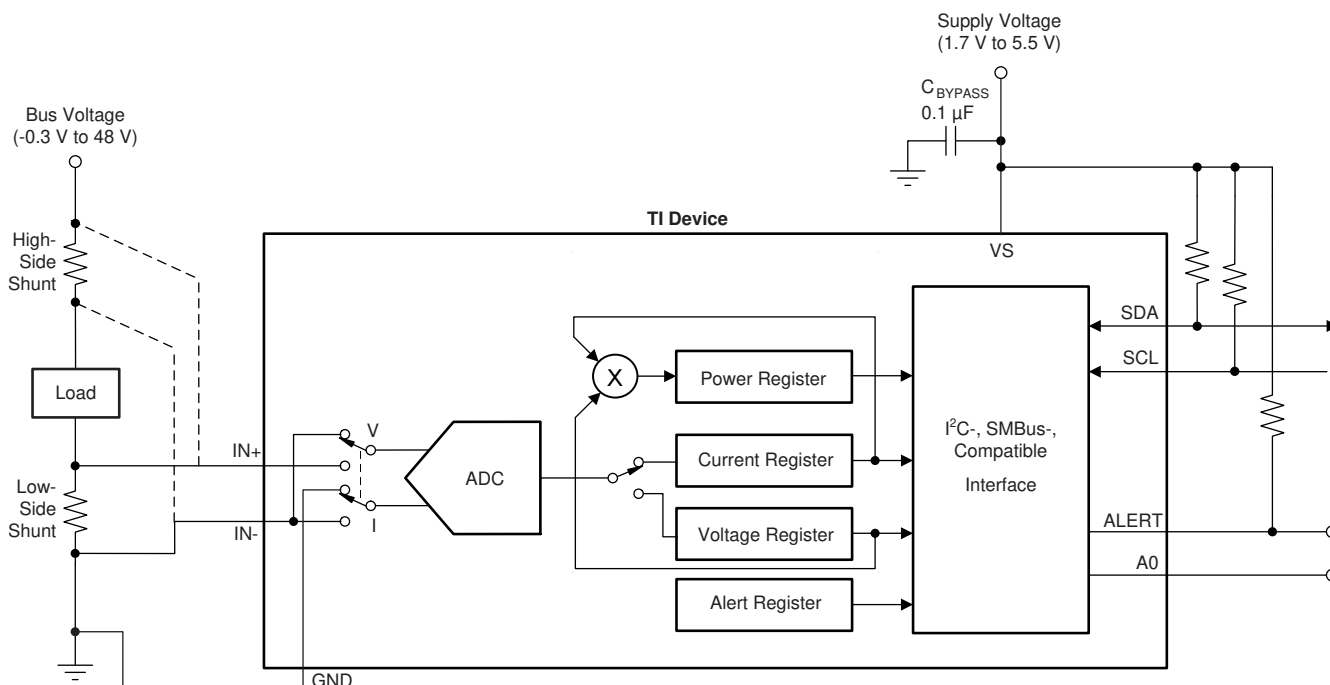 Supply Voltage
(1.7 V to 5.5 V)
CBYPASS
0.1 µF
Bus Voltage
(-0.3 V to 48 V)
TI Device
VS
High-
Side
Shunt
Load
Low-
Side
Shunt
IN+
IN-
V
I
ADC
GND
X
Power Register
Current Register
Voltage Register
Alert Register
I²C-, SMBus-,
Compatible
Interface
SDA
SCL
ALERT
A0